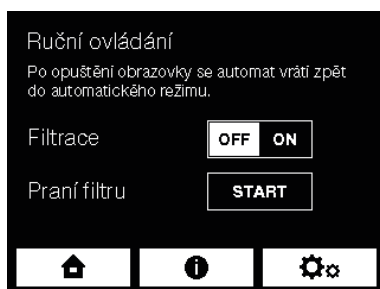 Ruční ovládání
Po opuštění obrazovky se automat vrátí zpět
do automatického režimu.
Filtrace OFF ON
Praní filtru START